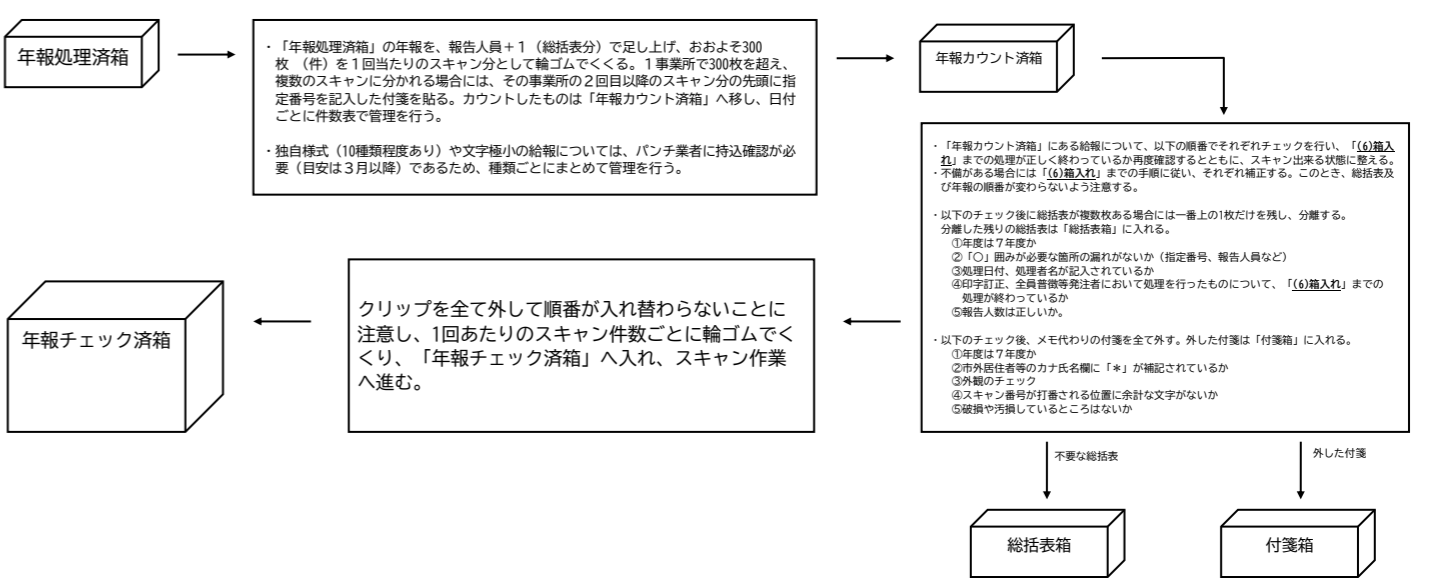 年報処理済箱
・「年報処理済箱」の年報を、報告人員＋１（総括表分）で足し上げ、おおよそ300
枚　（件）を１回当たりのスキャン分として輪ゴムでくくる。１事業所で300枚を超え、
複数のスキャンに分かれる場合には、その事業所の２回目以降のスキャン分の先頭に指
定番号を記入した付箋を貼る。カウントしたものは「年報カウント済箱」へ移し、日付
ごとに件数表で管理を行う。
・独自様式（10種類程度あり）や文字極小の給報については、パンチ業者に持込確認が必
要（目安は３月以降）であるため、種類ごとにまとめて管理を行う。
年報カウント済箱
・「年報カウント済箱」にある給報について、以下の順番でそれぞれチェックを行い、「(6)箱入
れ」までの処理が正しく終わっているか再度確認するとともに、スキャン出来る状態に整える。
・不備がある場合には「(6)箱入れ」までの手順に従い、それぞれ補正する。このとき、総括表及
び年報の順番が変わらないよう注意する。
・以下のチェック後に総括表が複数枚ある場合には一番上の1枚だけを残し、分離する。
分離した残りの総括表は「総括表箱」に入れる。
①年度は７年度か
②「〇」囲みが必要な箇所の漏れがないか（指定番号、報告人員など）
③処理日付、処理者名が記入されているか
④印字訂正、全員普徴等発注者において処理を行ったものについて、「(6)箱入れ」までの
処理が終わっているか
⑤報告人数は正しいか。
・以下のチェック後、メモ代わりの付箋を全て外す。外した付箋は「付箋箱」に入れる。
①年度は７年度か
②市外居住者等のカナ氏名欄に「＊」が補記されているか
③外観のチェック
④スキャン番号が打番される位置に余計な文字がないか
⑤破損や汚損しているところはないか
クリップを全て外して順番が入れ替わらないことに
注意し、1回あたりのスキャン件数ごとに輪ゴムでく
くり、「年報チェック済箱」へ入れ、スキャン作業
へ進む。
年報チェック済箱
不要な総括表
外した付箋
総括表箱
付箋箱